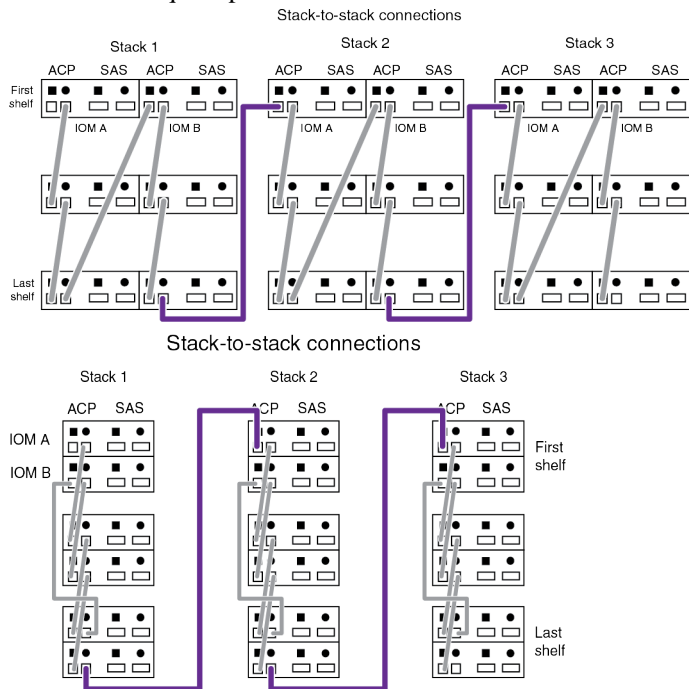 Stack-to-stack connections
Stack 1
Stack 2
Stack 3
ACP SAS ACP SAS
ACP SAS ACP SAS
ACP SAS ACP SAS
First
shelf
IOM A
IOM B
IOM A
IOM B
IOM A
IOM B
Last
shelf
Stack-to-stack connections
Stack 1
Stack 2
Stack 3
ACP SAS
ACP SAS
ACP SAS
IOM A
IOM B
First
shelf
Last
shelf